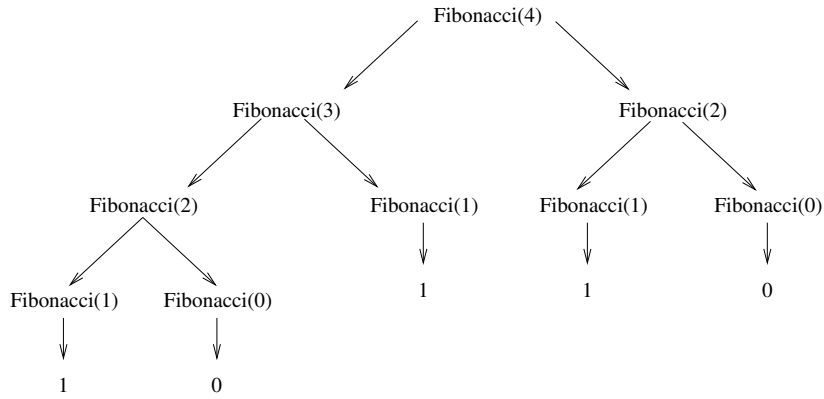 Fibonacci(4)
Fibonacci(3)
Fibonacci(2)
Fibonacci(2)
Fibonacci(1)
Fibonacci(1)
Fibonacci(0)
Fibonacci(1)
Fibonacci(0)
1
1
0
1
0